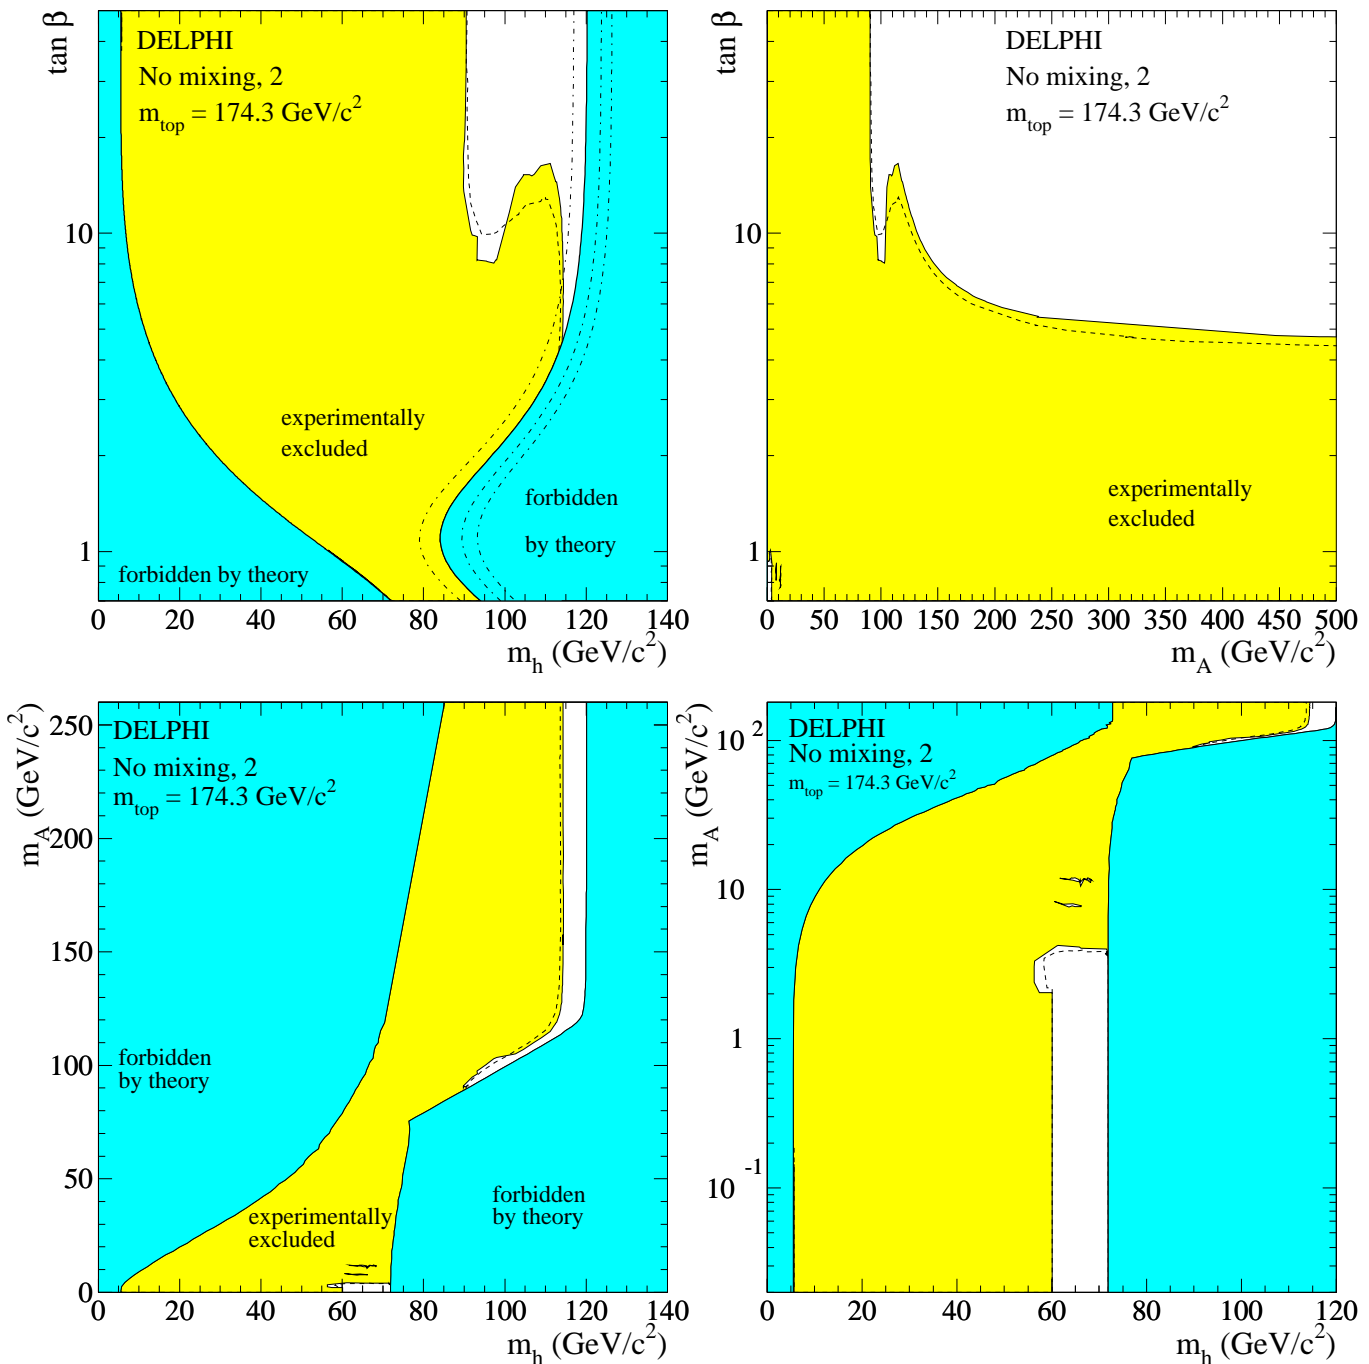 tan β
DELPHI
No mixing, 2
m_top = 174.3 GeV/c²
10
1
experimentally
excluded
forbidden
by theory
forbidden by theory
0 20 40 60 80 100 120 140
m_h (GeV/c²)
tan β
DELPHI
No mixing, 2
m_top = 174.3 GeV/c²
10
1
experimentally
excluded
0 50 100 150 200 250 300 350 400 450 500
m_A (GeV/c²)
m_A (GeV/c²)
DELPHI
No mixing, 2
m_top = 174.3 GeV/c²
250
200
150
100
50
0
forbidden
by theory
experimentally
excluded
forbidden
by theory
0 20 40 60 80 100 120 140
m_h (GeV/c²)
m_A (GeV/c²)
DELPHI
No mixing, 2
m_top = 174.3 GeV/c²
10²
10
1
10⁻¹
0 20 40 60 80 100 120
m_h (GeV/c²)